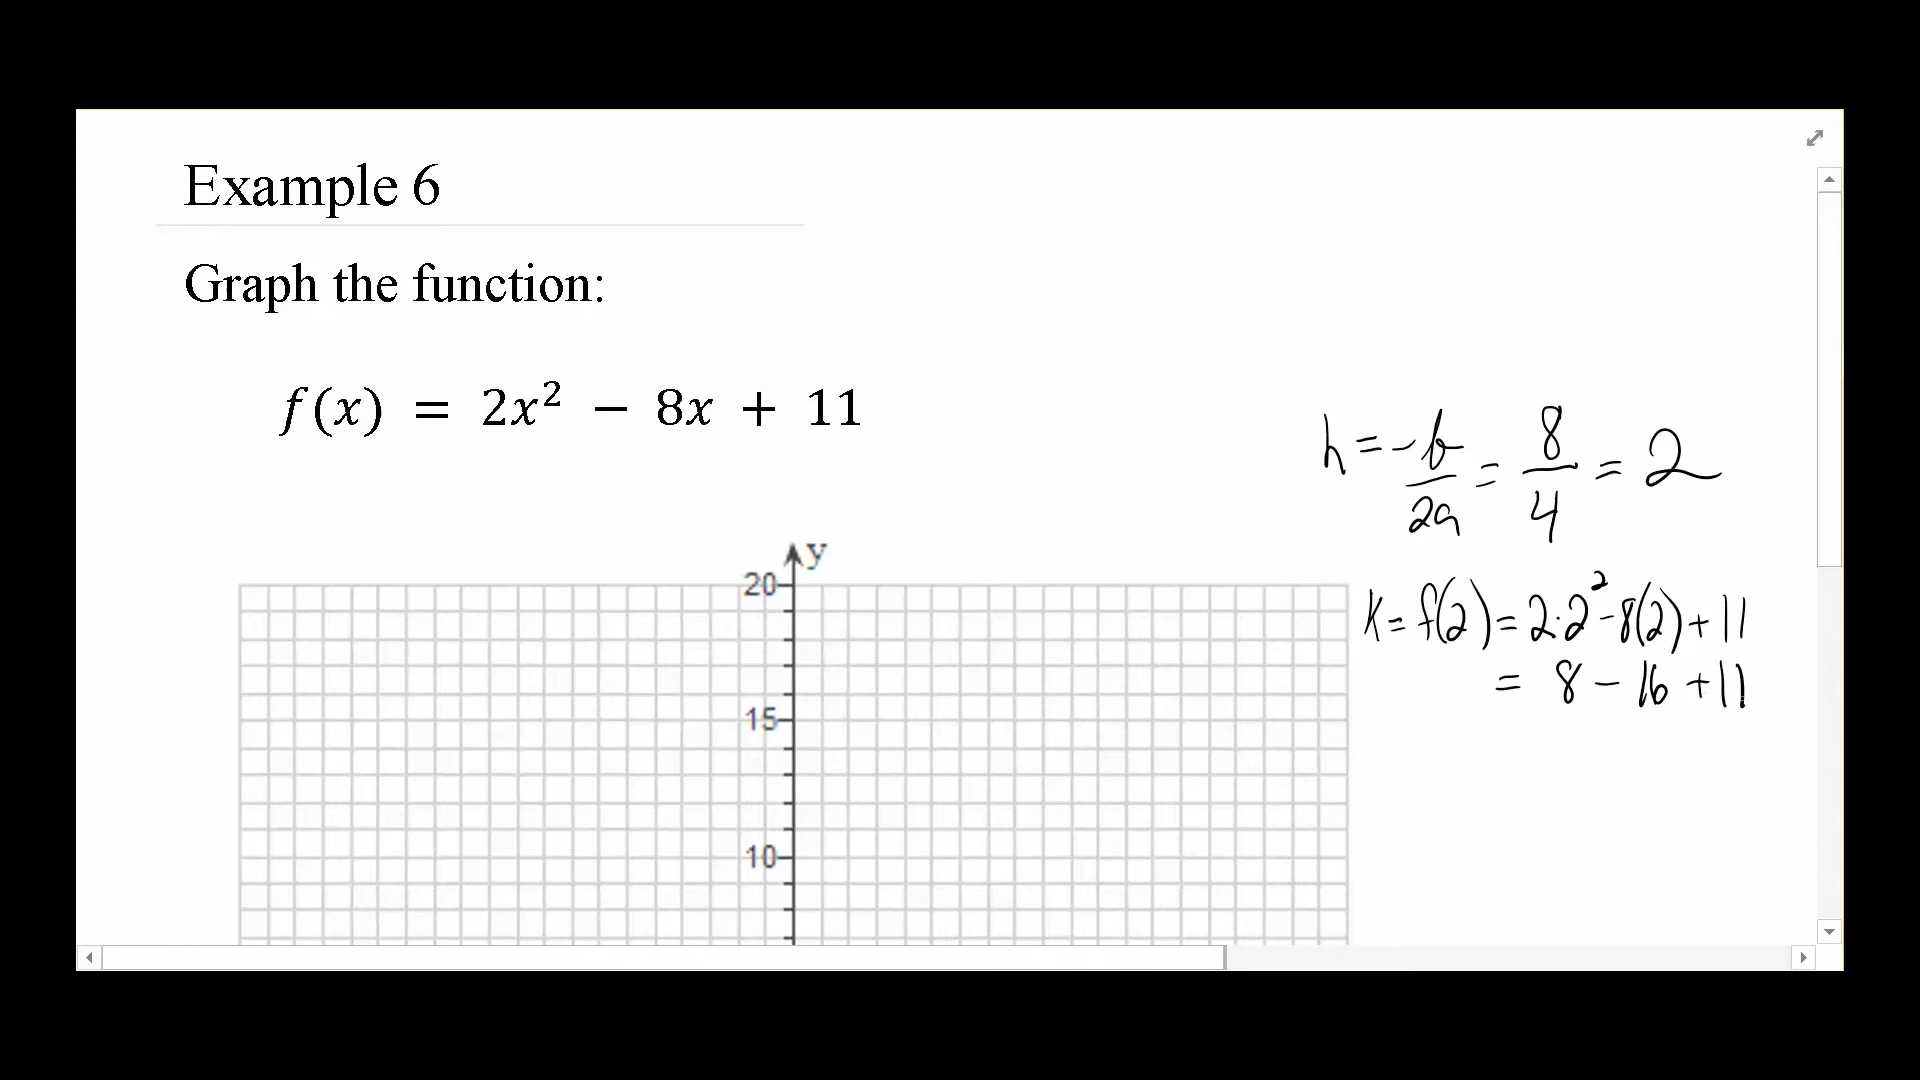 Example 6
Graph the function:
f(x) = 2x² − 8x + 11
h = -b/2a = 8/4 = 2
k = f(2) = 2·2² - 8(2) + 11
= 8 - 16 + 11
y
20
15
10